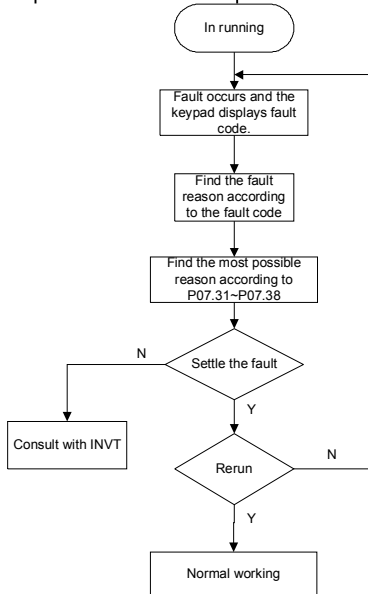 In running
Fault occurs and the
keypad displays fault
code.
Find the fault
reason according
to the fault code
Find the most possible
reason according to
P07.31~P07.38
N
Settle the fault
Y
Consult with INVT
Rerun
N
Y
Normal working